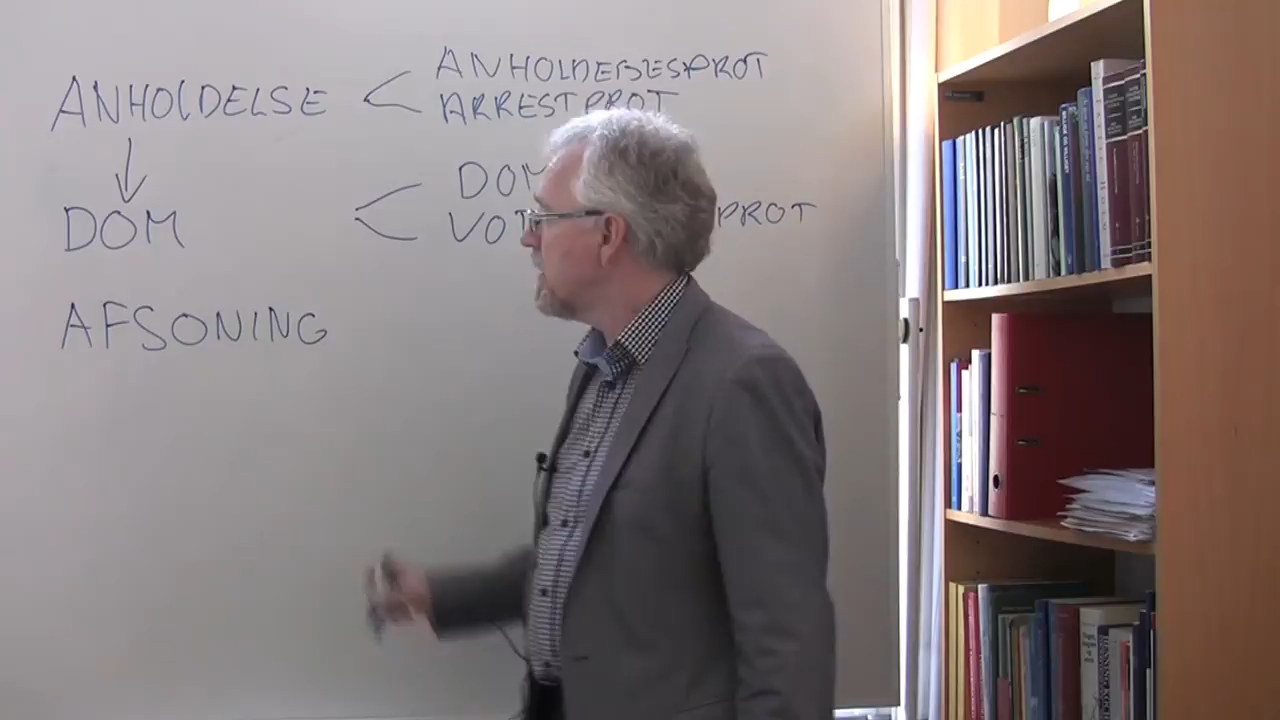 ANHOLDELSE
ANHOLDELSESPROT
ARRESTPROT
DOM
DOM
VOT PROT
AFSONING